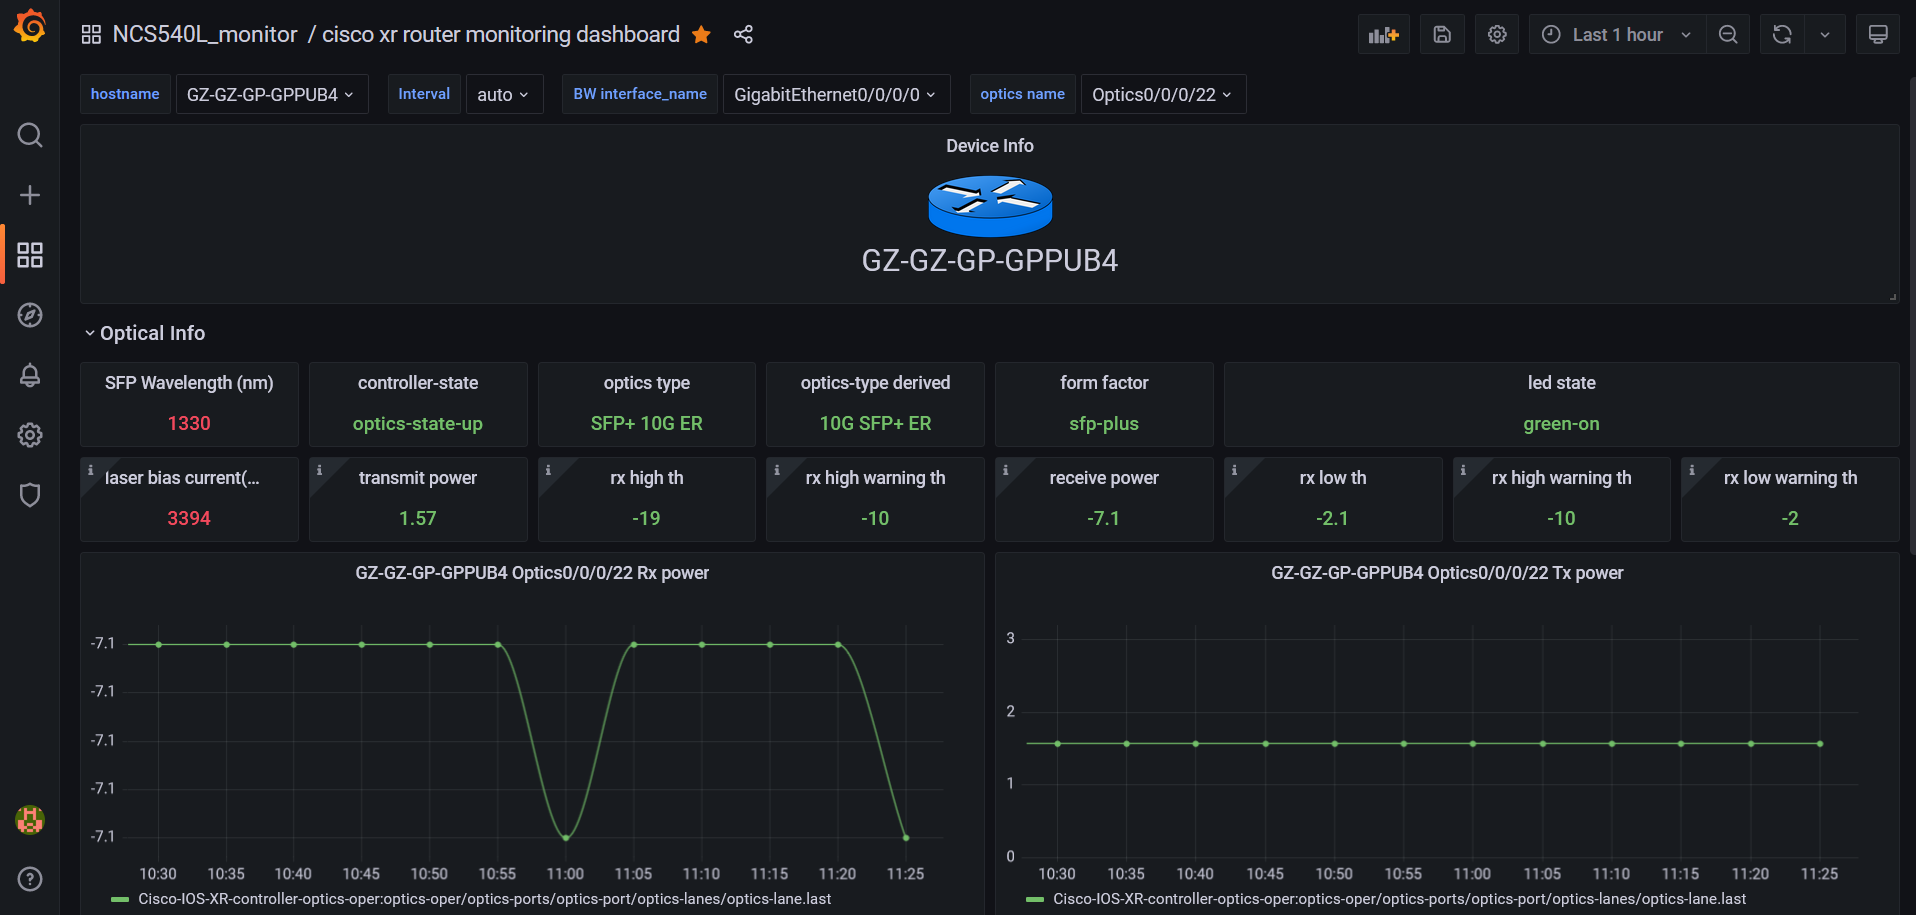 NCS540L_monitor / cisco xr router monitoring dashboard
Last 1 hour
hostname GZ-GZ-GP-GPPUB4 Interval auto BW interface_name GigabitEthernet0/0/0/0 optics name Optics0/0/0/22
Device Info
GZ-GZ-GP-GPPUB4
Optical Info
SFP Wavelength (nm)
1330
controller-state
optics-state-up
optics type
SFP+ 10G ER
optics-type derived
10G SFP+ ER
form factor
sfp-plus
led state
green-on
laser bias current(...
3394
transmit power
1.57
rx high th
-19
rx high warning th
-10
receive power
-7.1
rx low th
-2.1
rx high warning th
-10
rx low warning th
-2
GZ-GZ-GP-GPPUB4 Optics0/0/0/22 Rx power
-7.1
-7.1
-7.1
-7.1
-7.1
10:30 10:35 10:40 10:45 10:50 10:55 11:00 11:05 11:10 11:15 11:20 11:25
Cisco-IOS-XR-controller-optics-oper:optics-oper/optics-ports/optics-port/optics-lanes/optics-lane.last
GZ-GZ-GP-GPPUB4 Optics0/0/0/22 Tx power
3
2
1
0
10:30 10:35 10:40 10:45 10:50 10:55 11:00 11:05 11:10 11:15 11:20 11:25
Cisco-IOS-XR-controller-optics-oper:optics-oper/optics-ports/optics-port/optics-lanes/optics-lane.last